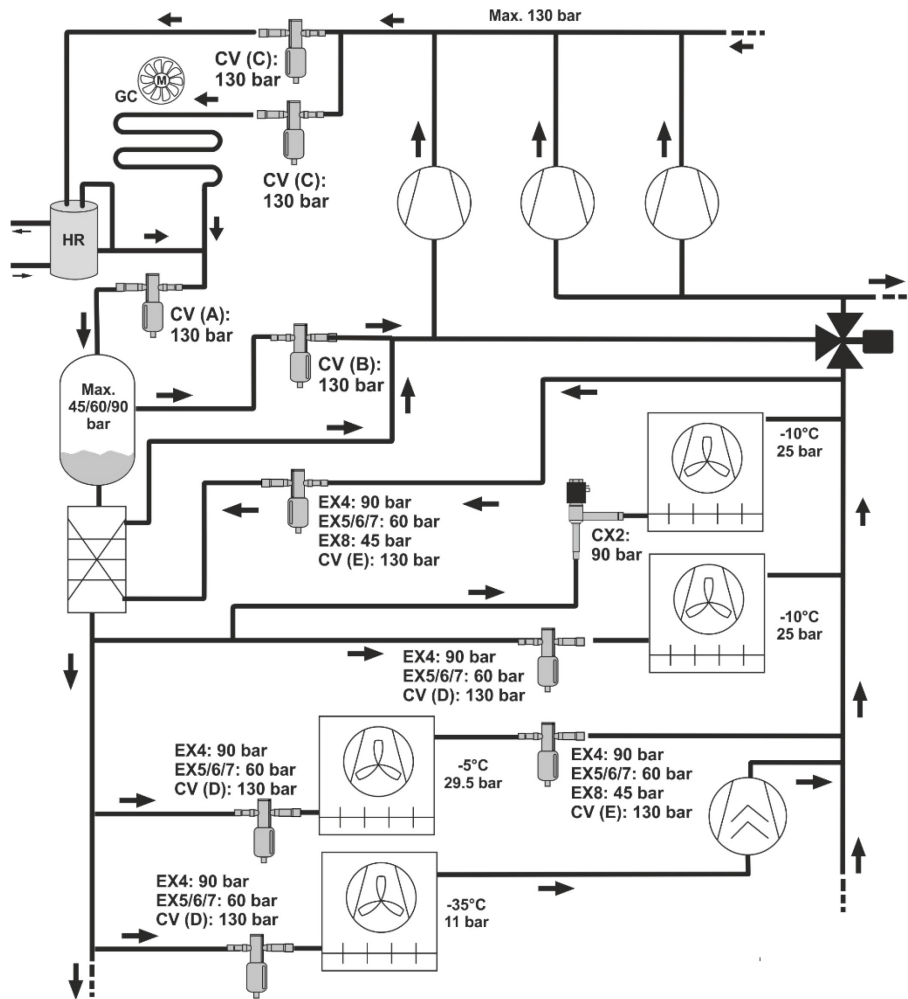 Max. 130 bar
CV (C):
130 bar
M
GC
CV (C):
130 bar
HR
CV (A):
130 bar
CV (B):
130 bar
Max.
45/60/90
bar
-10°C
25 bar
EX4: 90 bar
EX5/6/7: 60 bar
EX8: 45 bar
CV (E): 130 bar
CX2:
90 bar
-10°C
25 bar
EX4: 90 bar
EX5/6/7: 60 bar
CV (D): 130 bar
EX4: 90 bar
EX5/6/7: 60 bar
CV (D): 130 bar
-5°C
29.5 bar
EX4: 90 bar
EX5/6/7: 60 bar
EX8: 45 bar
CV (E): 130 bar
EX4: 90 bar
EX5/6/7: 60 bar
CV (D): 130 bar
-35°C
11 bar